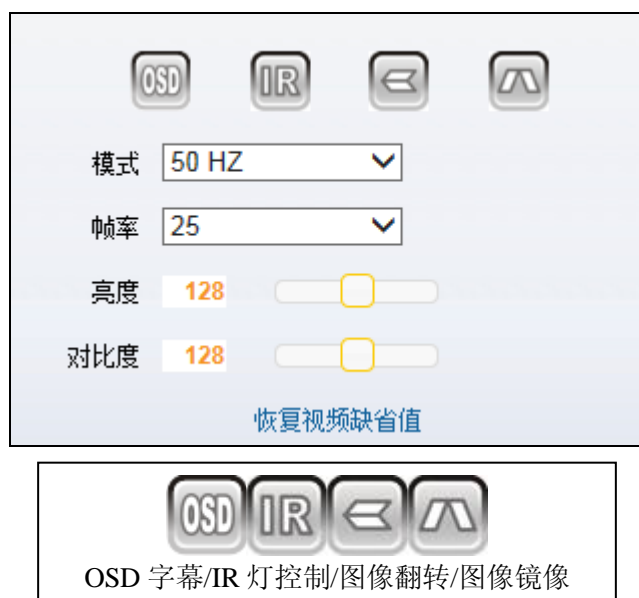 OSD IR
模式 50 HZ
帧率 25
亮度 128
对比度 128
恢复视频缺省值
OSD IR
OSD 字幕/IR 灯控制/图像翻转/图像镜像